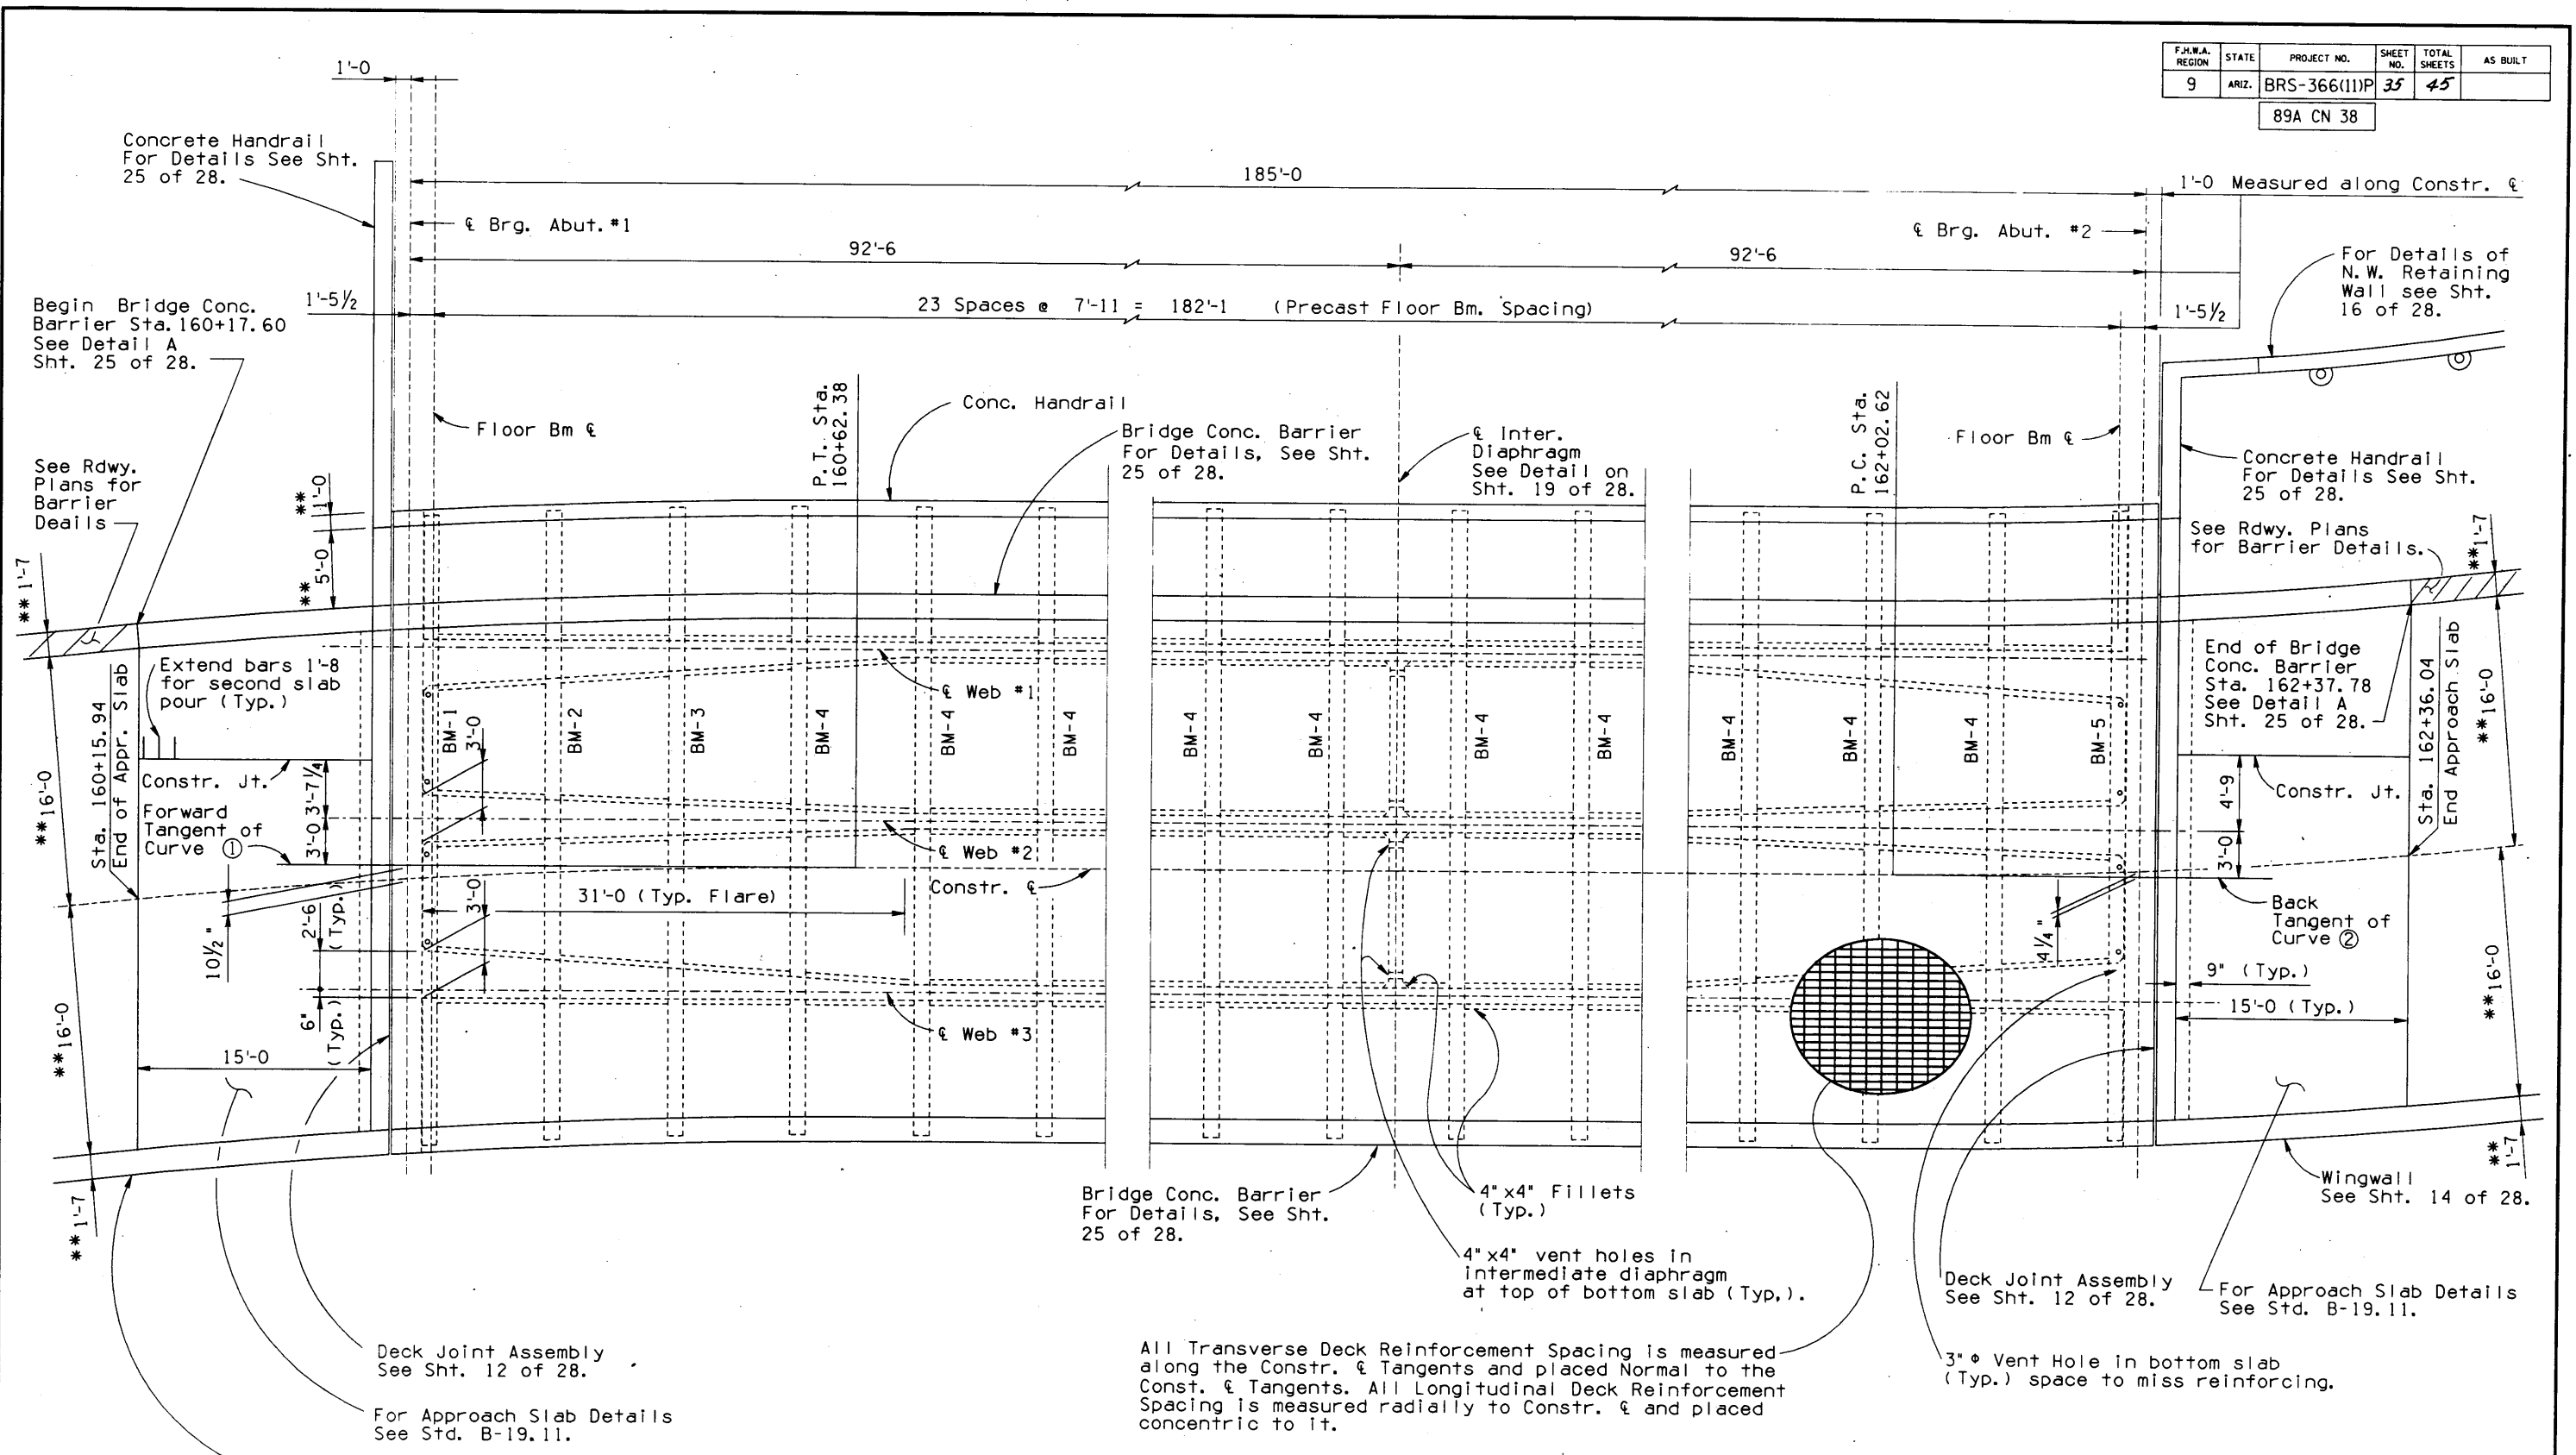 F.H.W.A. REGION
STATE
PROJECT NO.
SHEET NO.
TOTAL SHEETS
AS BUILT
9
ARIZ.
BRS-366(11)P
35
45
89A CN 38
1'-0
Concrete Handrail
For Details See Sht.
25 of 28.
185'-0
1'-0 Measured along Constr. ℄
℄ Brg. Abut. #1
℄ Brg. Abut. #2
92'-6
92'-6
For Details of
N.W. Retaining
Wall see Sht.
16 of 28.
Begin Bridge Conc.
Barrier Sta. 160+17.60
See Detail A
Sht. 25 of 28.
1'-5½
23 Spaces @ 7'-11 = 182'-1 (Precast Floor Bm. Spacing)
1'-5½
P.T. Sta.
160+62.38
Conc. Handrail
Floor Bm ℄
Bridge Conc. Barrier
For Details, See Sht.
25 of 28.
℄ Inter.
Diaphragm
See Detail on
Sht. 19 of 28.
P.C. Sta.
162+02.62
Floor Bm ℄
Concrete Handrail
For Details See Sht.
25 of 28.
See Rdwy.
Plans for
Barrier
Deails
** 1'-0
** 5'-0
** 1'-7
See Rdwy. Plans
for Barrier Details.
**1'-7
Extend bars 1'-8
for second slab
pour (Typ.)
Sta. 160+15.94
End of Appr. Slab
℄ Web #1
BM-1
BM-2
BM-3
BM-4
BM-4
BM-4
BM-4
BM-4
BM-4
BM-4
BM-4
BM-4
BM-4
BM-5
End of Bridge
Conc. Barrier
Sta. 162+37.78
See Detail A
Sht. 25 of 28.
Sta. 162+36.04
End Approach Slab
**16'-0
**16'-0
3'-0
Constr. Jt.
3'-7¼
3'-0
Forward
Tangent of
Curve ①
℄ Web #2
Constr. ℄
4'-9
3'-0
Constr. Jt.
31'-0 (Typ. Flare)
3'-0
10½"
2'-6
(Typ.)
6"
(Typ.)
4¼"
Back
Tangent of
Curve ②
9" (Typ.)
15'-0 (Typ.)
**16'-0
**16'-0
℄ Web #3
15'-0
** 1'-7
** 1'-7
Bridge Conc. Barrier
For Details, See Sht.
25 of 28.
4"x4" Fillets
(Typ.)
Wingwall
See Sht. 14 of 28.
4"x4" vent holes in
intermediate diaphragm
at top of bottom slab (Typ.).
Deck Joint Assembly
See Sht. 12 of 28.
For Approach Slab Details
See Std. B-19.11.
Deck Joint Assembly
See Sht. 12 of 28.
All Transverse Deck Reinforcement Spacing is measured
along the Constr. ℄ Tangents and placed Normal to the
Const. ℄ Tangents. All Longitudinal Deck Reinforcement
Spacing is measured radially to Constr. ℄ and placed
concentric to it.
3" Φ Vent Hole in bottom slab
(Typ.) space to miss reinforcing.
For Approach Slab Details
See Std. B-19.11.